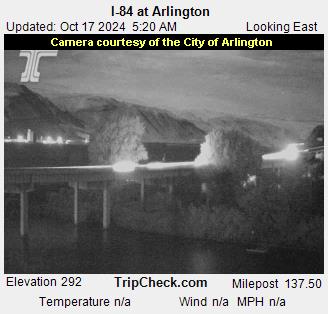 I-84 at Arlington
Updated: Oct 17 2024 5:20 AM Looking East
Camera courtesy of the City of Arlington
Elevation 292 TripCheck.com Milepost 137.50
Temperature n/a Wind n/a MPH n/a